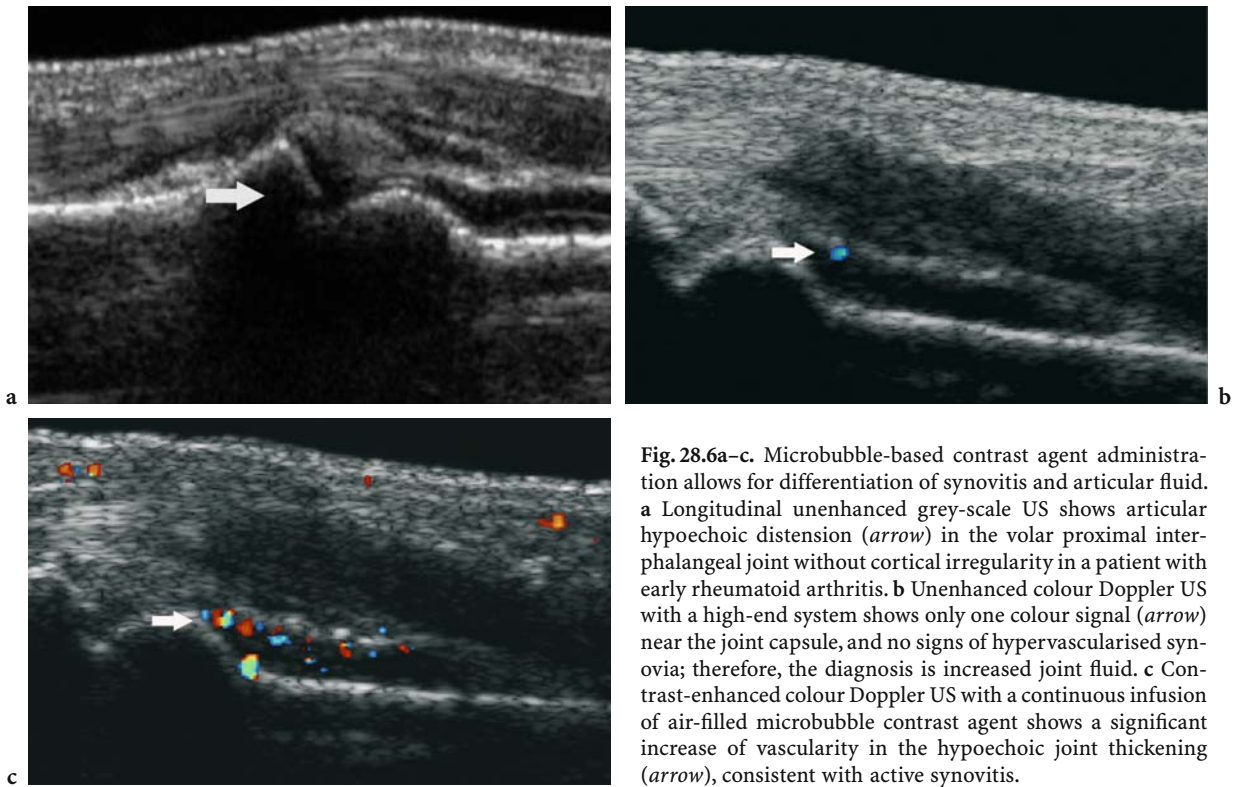 a
b
c
Fig. 28.6a–c. Microbubble-based contrast agent administra-
tion allows for differentiation of synovitis and articular fluid.
a Longitudinal unenhanced grey-scale US shows articular
hypoechoic distension (arrow) in the volar proximal inter-
phalangeal joint without cortical irregularity in a patient with
early rheumatoid arthritis. b Unenhanced colour Doppler US
with a high-end system shows only one colour signal (arrow)
near the joint capsule, and no signs of hypervascularised syn-
ovia; therefore, the diagnosis is increased joint fluid. c Con-
trast-enhanced colour Doppler US with a continuous infusion
of air-filled microbubble contrast agent shows a significant
increase of vascularity in the hypoechoic joint thickening
(arrow), consistent with active synovitis.